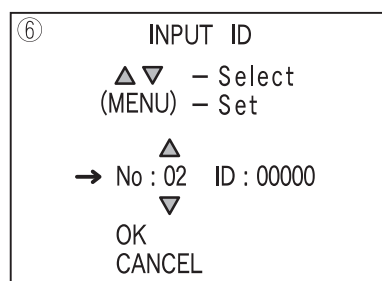 ⑥
INPUT ID
△ ▽ – Select
(MENU) – Set
△
→ No : 02 ID : 00000
▽
OK
CANCEL